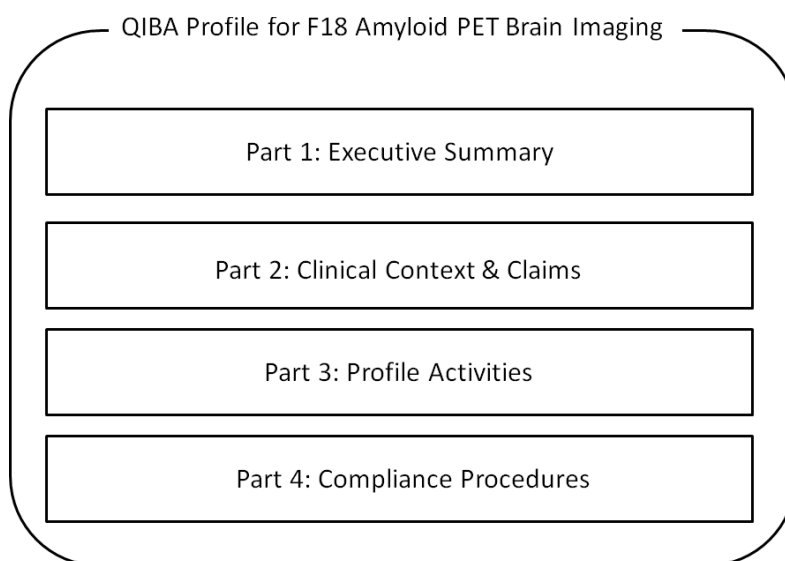 QIBA Profile for F18 Amyloid PET Brain Imaging
Part 1: Executive Summary
Part 2: Clinical Context & Claims
Part 3: Profile Activities
Part 4: Compliance Procedures